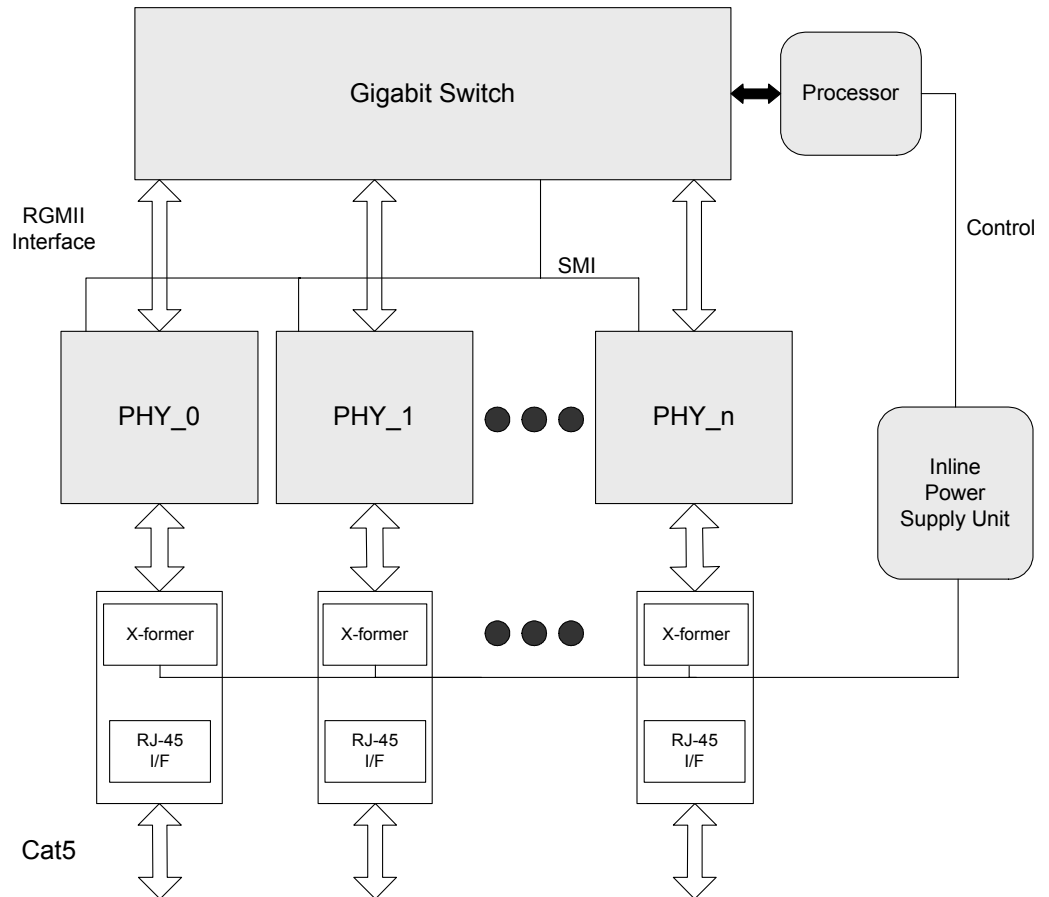 Gigabit Switch
Processor
RGMII
Interface
Control
SMI
PHY_0
PHY_1
PHY_n
Inline
Power
Supply Unit
X-former
X-former
X-former
RJ-45
I/F
RJ-45
I/F
RJ-45
I/F
Cat5